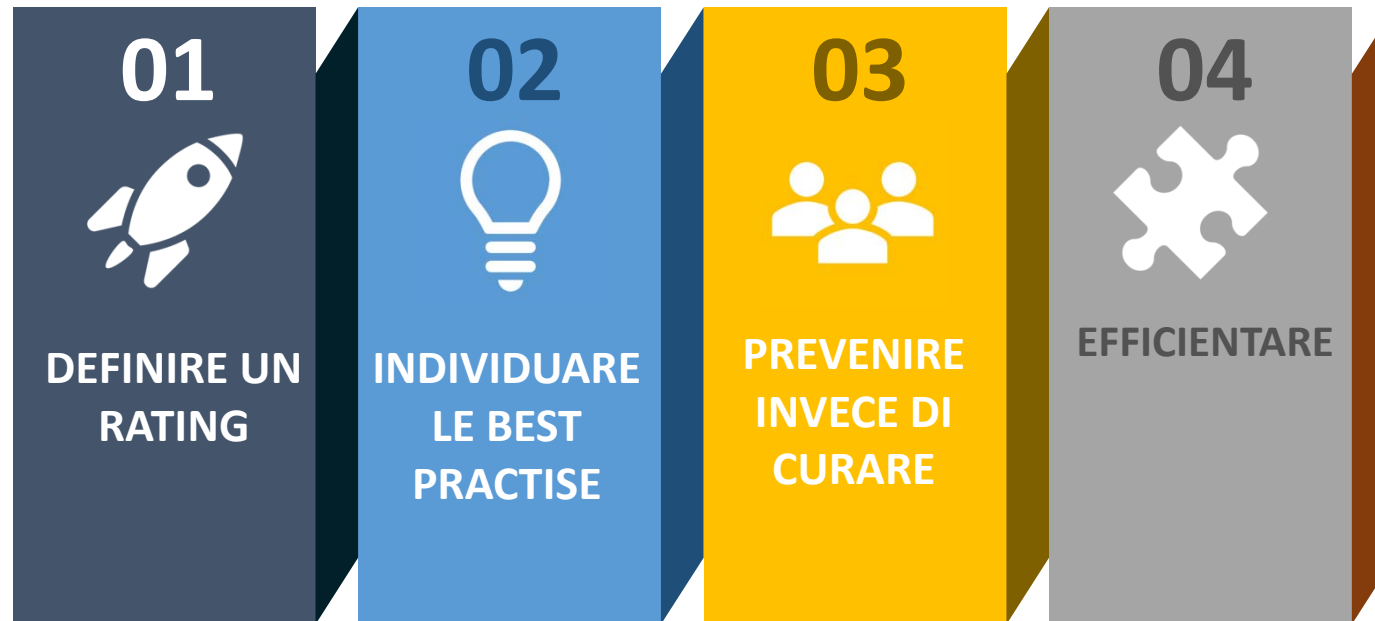 01
DEFINIRE UN
RATING
02
INDIVIDUARE
LE BEST
PRACTISE
03
PREVENIRE
INVECE DI
CURARE
04
EFFICIENTARE